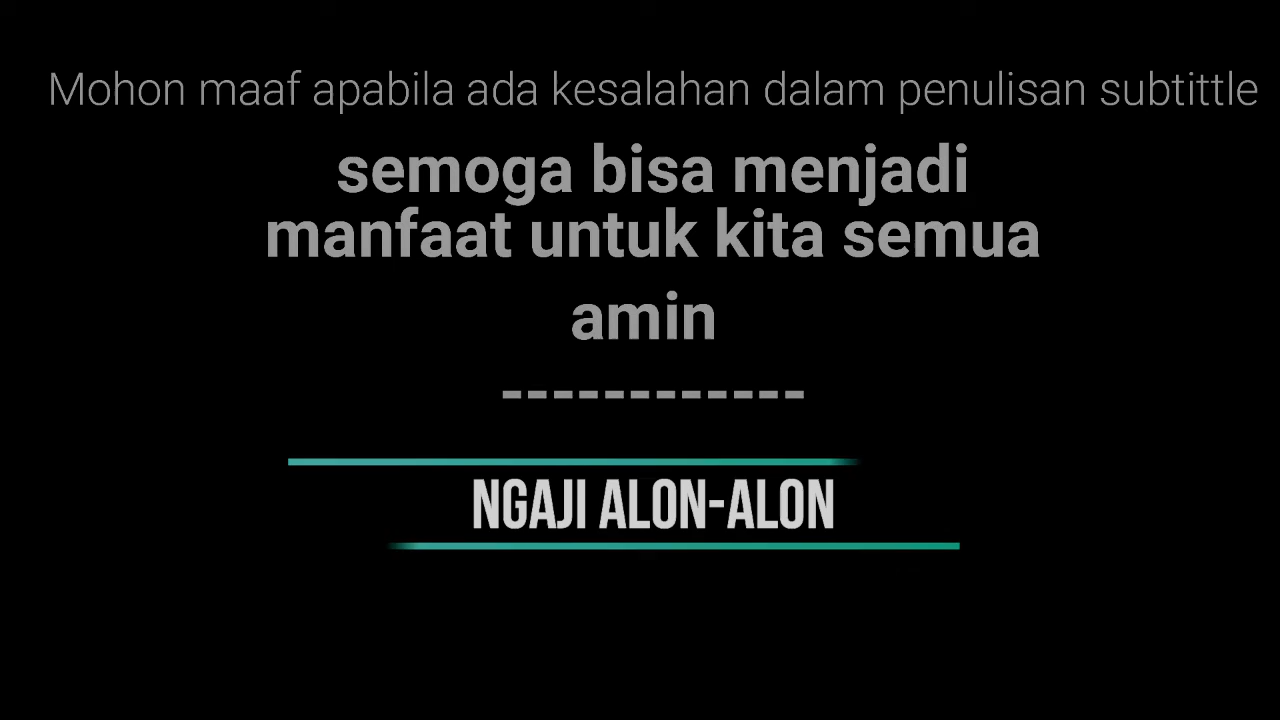 Mohon maaf apabila ada kesalahan dalam penulisan subtittle
semoga bisa menjadi
manfaat untuk kita semua
amin
------------
NGAJI ALON-ALON